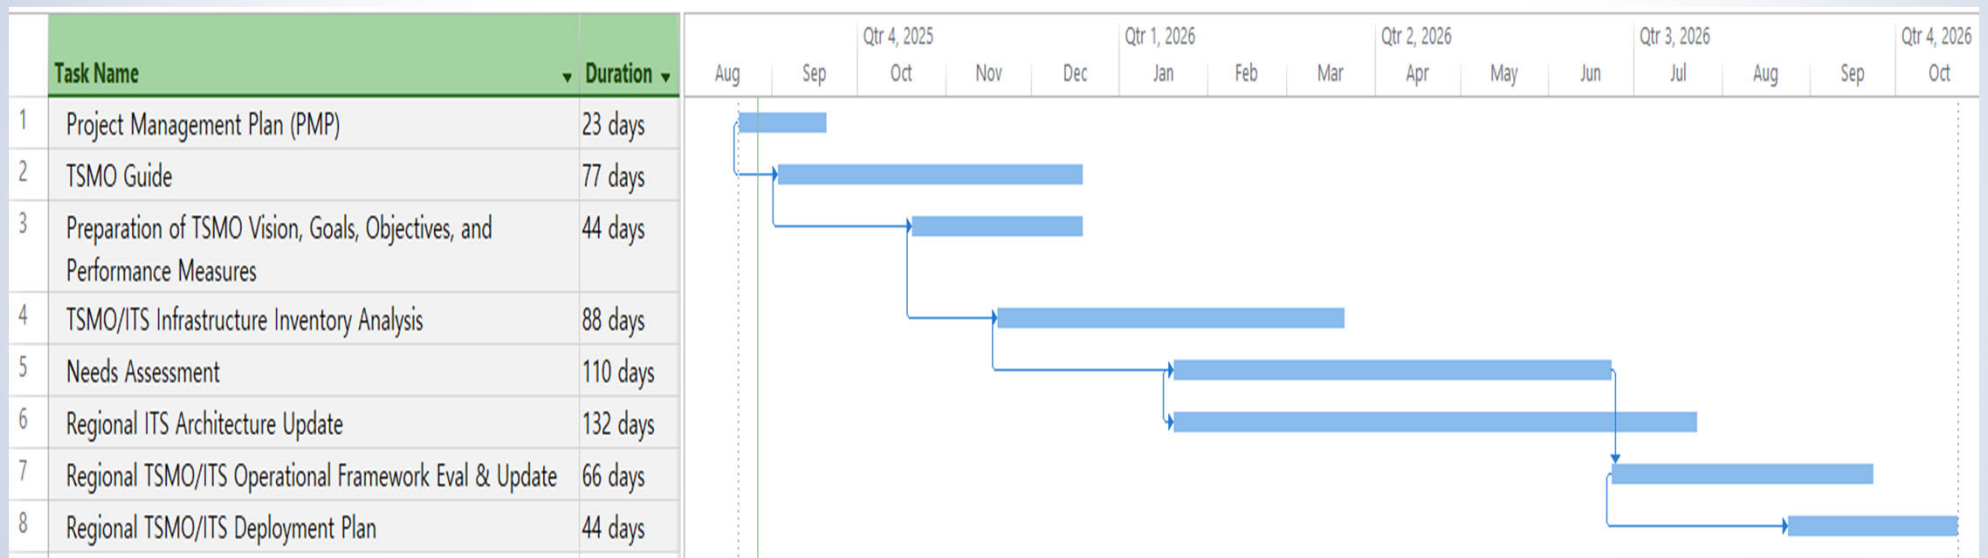 Qtr 4, 2025 Qtr 1, 2026 Qtr 2, 2026 Qtr 3, 2026 Qtr 4, 2026
Task Name Duration Aug Sep Oct Nov Dec Jan Feb Mar Apr May Jun Jul Aug Sep Oct
1 Project Management Plan (PMP) 23 days
2 TSMO Guide 77 days
3 Preparation of TSMO Vision, Goals, Objectives, and 44 days
Performance Measures
4 TSMO/ITS Infrastructure Inventory Analysis 88 days
5 Needs Assessment 110 days
6 Regional ITS Architecture Update 132 days
7 Regional TSMO/ITS Operational Framework Eval & Update 66 days
8 Regional TSMO/ITS Deployment Plan 44 days